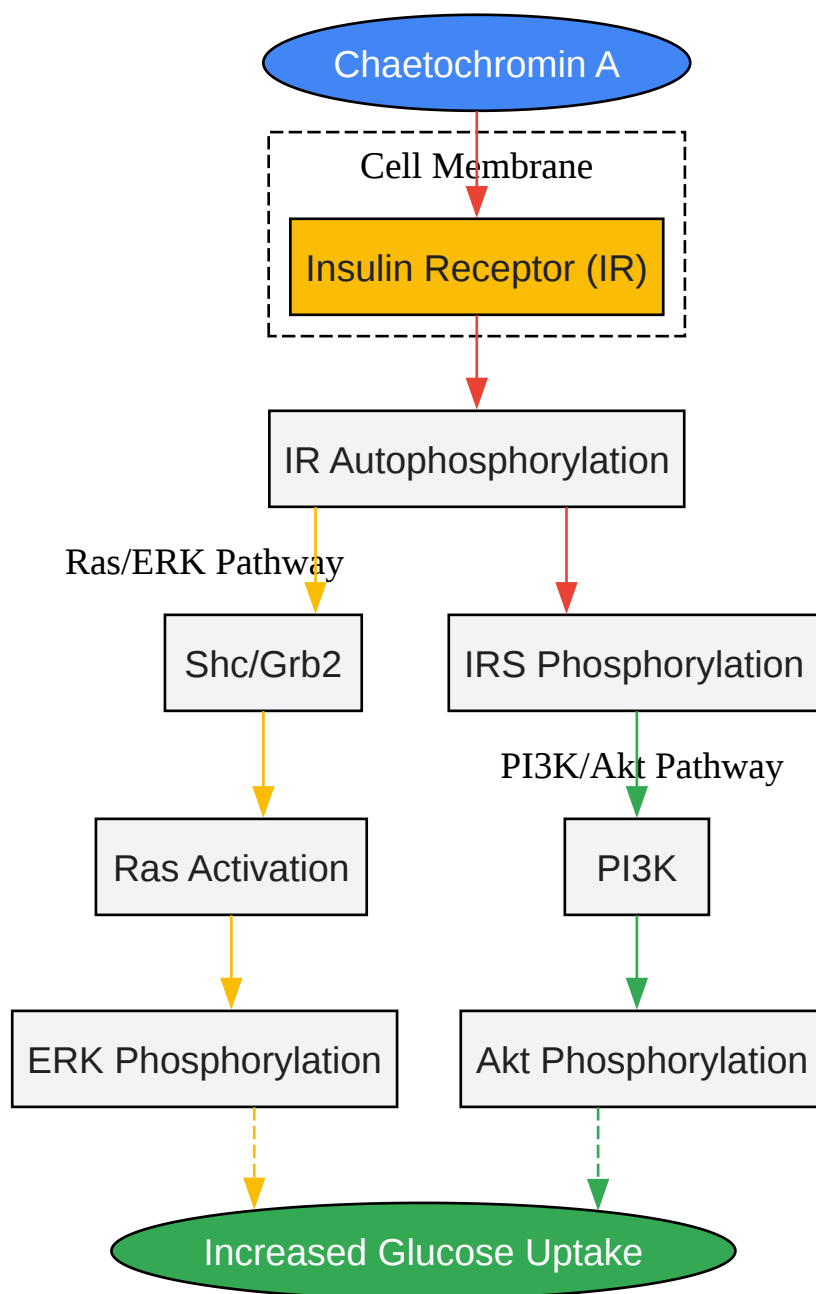 Chaetochromin A
Cell Membrane
Insulin Receptor (IR)
IR Autophosphorylation
Ras/ERK Pathway
Shc/Grb2
IRS Phosphorylation
PI3K/Akt Pathway
Ras Activation
PI3K
ERK Phosphorylation
Akt Phosphorylation
Increased Glucose Uptake